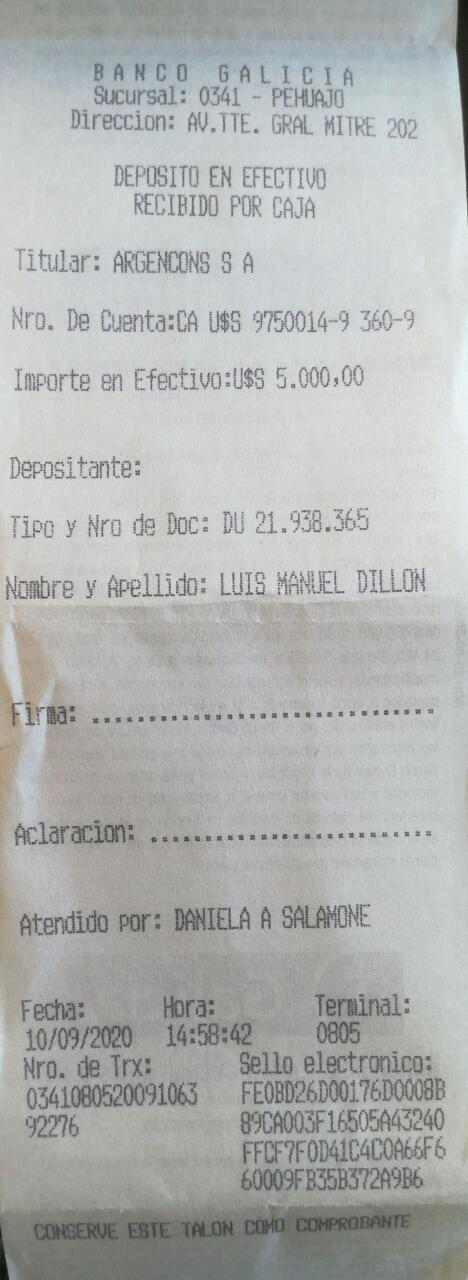 BANCO GALICIA
Sucursal: 0341 - PEHUAJO
Direccion: AV.TTE. GRAL MITRE 202
DEPOSITO EN EFECTIVO
RECIBIDO POR CAJA
Titular: ARGENCONS S A
Nro. De Cuenta:CA U$S 9750014-9 360-9
Importe en Efectivo:U$S 5.000,00
Depositante:
Tipo y Nro de Doc: DU 21.938.365
Nombre y Apellido: LUIS MANUEL DILLON
Firma: ................................
Aclaracion: ...........................
Atendido por: DANIELA A SALAMONE
Fecha: Hora: Terminal:
10/09/2020 14:58:42 0805
Nro. de Trx: Sello electronico:
0341080520091063 FE0BD26D00176D0008B
92276 89CA003F16505A43240
FFCF7F0D41C4C0A66F6
60009FB35B372A9B6
CONSERVE ESTE TALON COMO COMPROBANTE